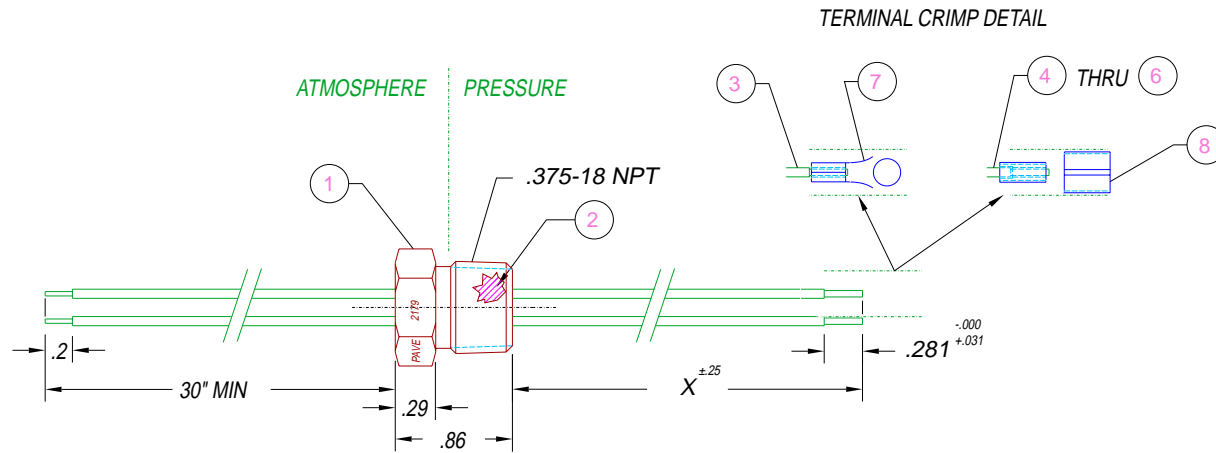 TERMINAL CRIMP DETAIL
ATMOSPHERE PRESSURE
3 7 4 THRU 6
8
1 .375-18 NPT
2
PAVE 2179
-.000
.2 .281 +.031
30" MIN X ±.25
.29
.86